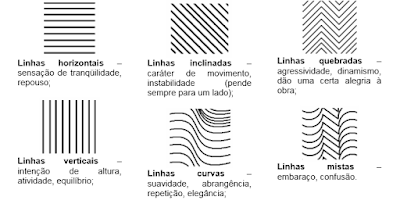 Linhas horizontais –
sensação de tranqüilidade,
repouso;
Linhas inclinadas –
caráter de movimento,
instabilidade (pende
sempre para um lado);
Linhas quebradas –
agressividade, dinamismo,
dão uma certa alegria à
obra;
Linhas verticais –
intenção de altura,
atividade, equilíbrio;
Linhas curvas –
suavidade, abrangência,
repetição, elegância;
Linhas mistas –
embaraço, confusão.